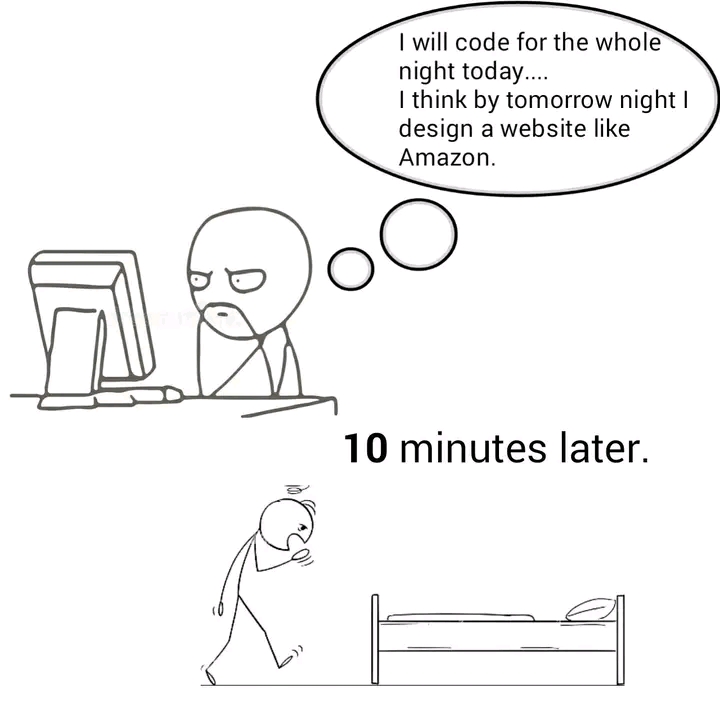 I will code for the whole
night today....
I think by tomorrow night I
design a website like
Amazon.
10 minutes later.